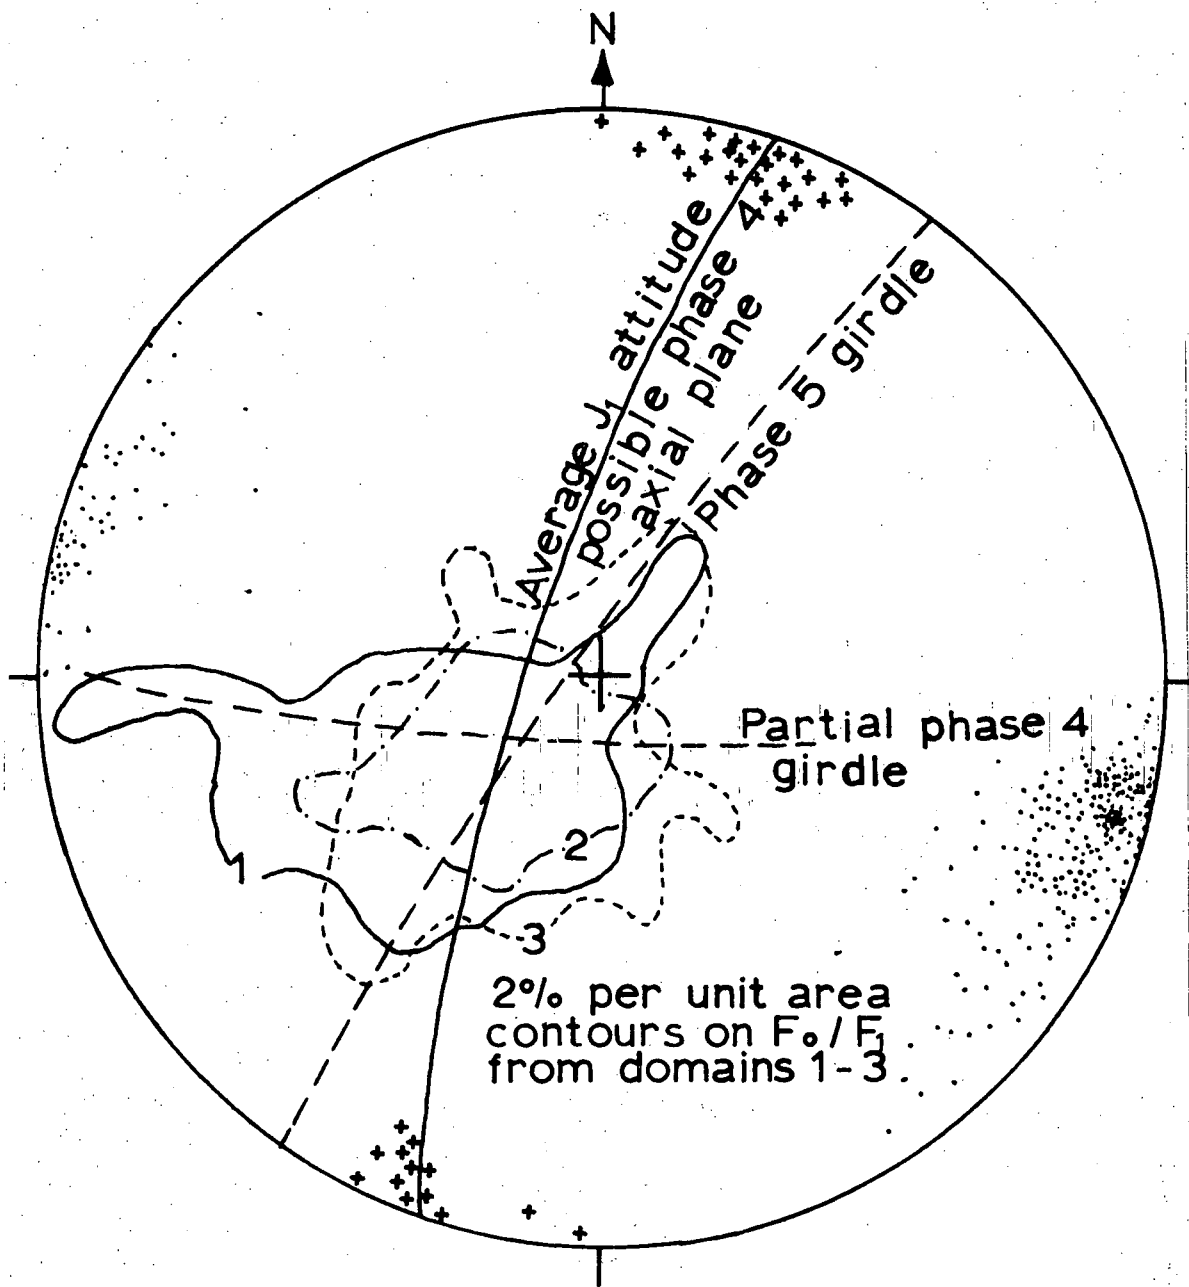 N
Average J₁ attitude
possible phase 4
axial plane
Phase 5 girdle
Partial phase 4
girdle
1
2
3
2% per unit area
contours on F₀/F₁
from domains 1-3.